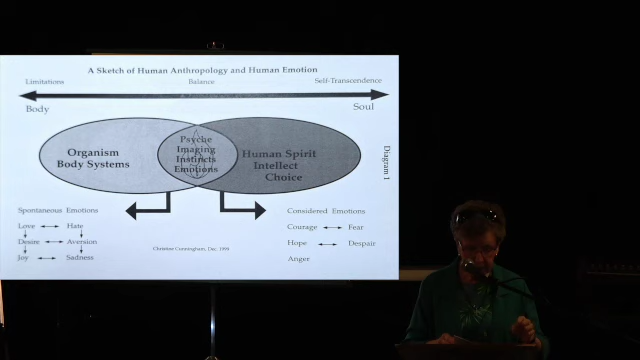 A Sketch of Human Anthropology and Human Emotion
Limitations Balance Self-Transcendence
Body Soul
Organism
Body Systems
Psyche
Imaging
Instincts
Emotions
Human Spirit
Intellect
Choice
Diagram 1
Spontaneous Emotions
Love Hate
Desire Aversion
Joy Sadness
Considered Emotions
Courage Fear
Hope Despair
Anger
Christine Cunningham, Dec. 1999